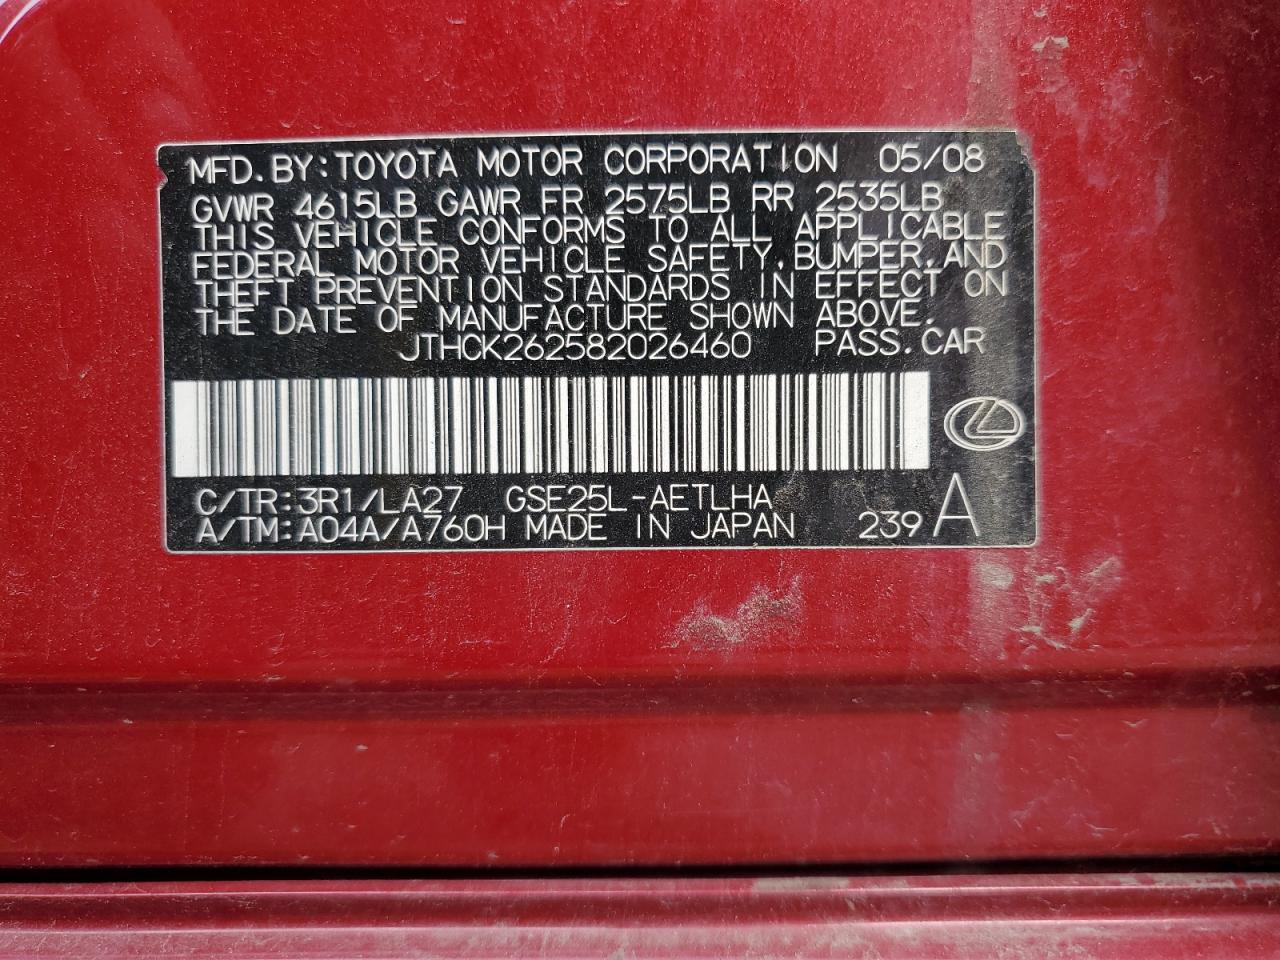 MFD. BY: TOYOTA MOTOR CORPORATION 05/08
GVWR 4615LB GAWR FR 2575LB RR 2535LB
THIS VEHICLE CONFORMS TO ALL APPLICABLE
FEDERAL MOTOR VEHICLE SAFETY, BUMPER, AND
THEFT PREVENTION STANDARDS IN EFFECT ON
THE DATE OF MANUFACTURE SHOWN ABOVE.
JTHCK262582026460 PASS. CAR
C/TR: 3R1/LA27 GSE25L-AETLHA
A/TM: A04A/A760H MADE IN JAPAN 239 A